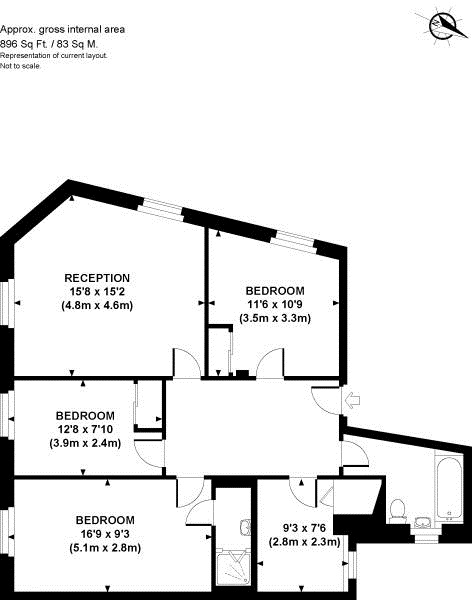 Approx. gross internal area
896 Sq Ft. / 83 Sq M.
Representation of current layout.
Not to scale.
N
RECEPTION
15'8 x 15'2
(4.8m x 4.6m)
BEDROOM
11'6 x 10'9
(3.5m x 3.3m)
BEDROOM
12'8 x 7'10
(3.9m x 2.4m)
BEDROOM
16'9 x 9'3
(5.1m x 2.8m)
9'3 x 7'6
(2.8m x 2.3m)